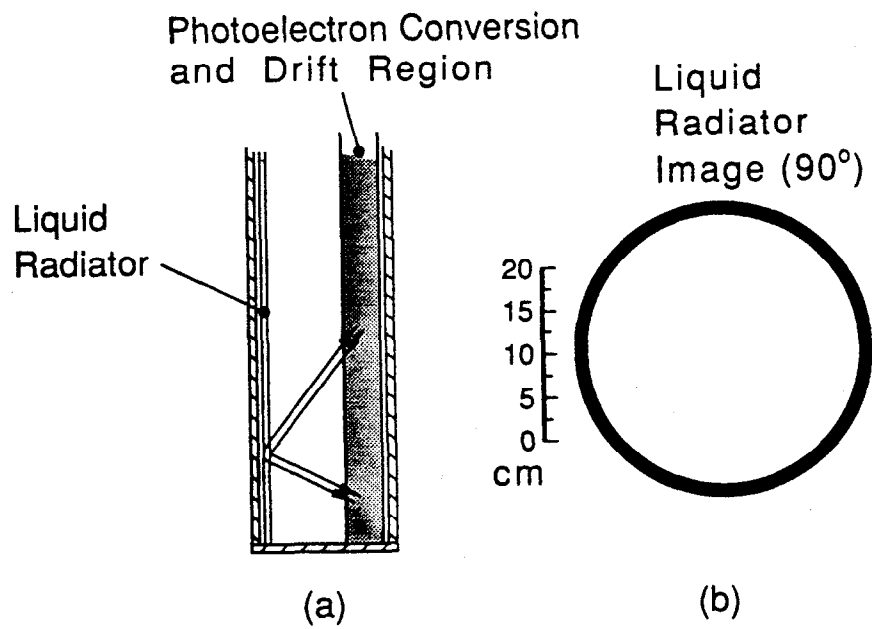 Photoelectron Conversion
and Drift Region
Liquid
Radiator
Liquid
Radiator
Image (90°)
20
15
10
5
0
cm
(a)
(b)